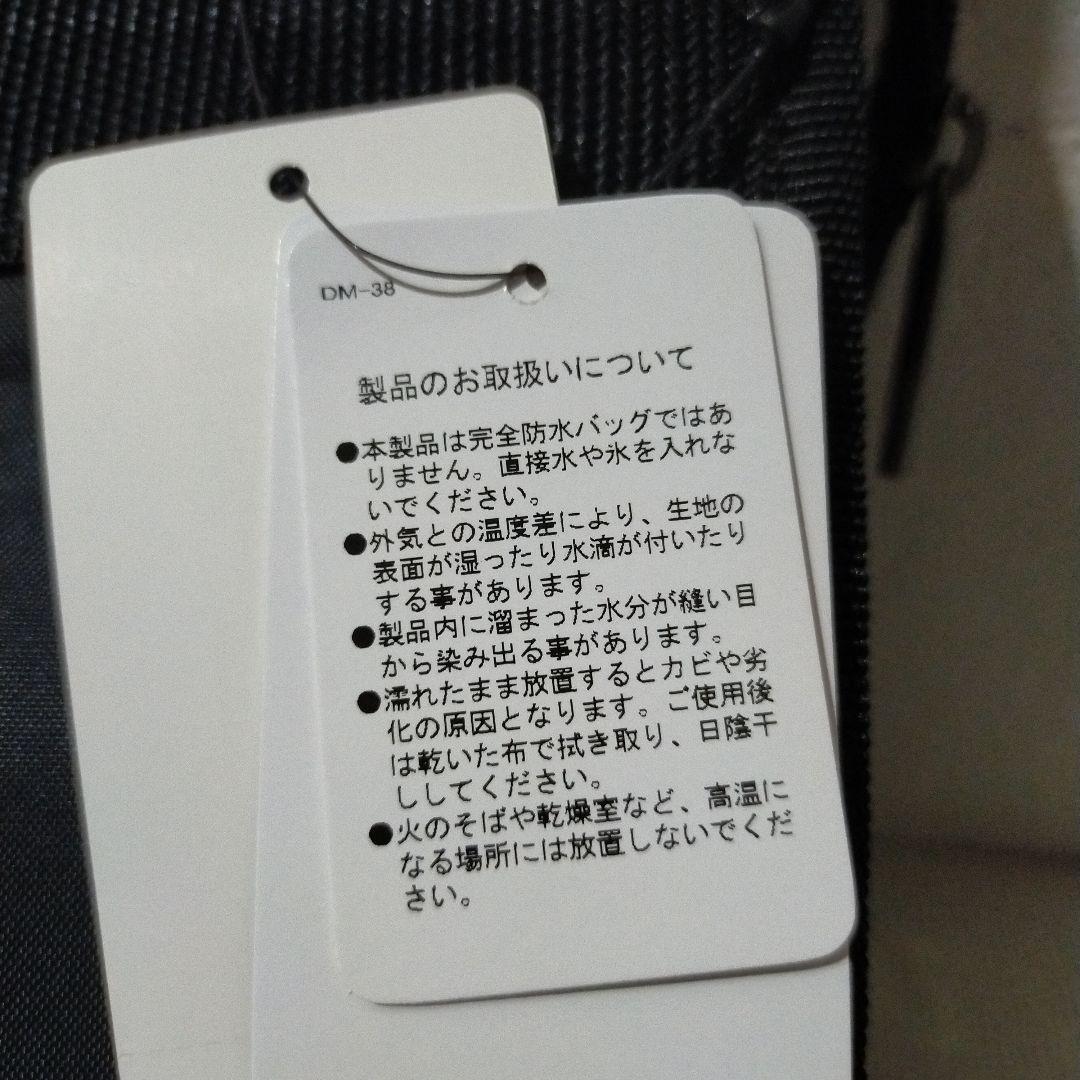 DM-38
製品のお取扱いについて
●本製品は完全防水バッグではあ
りません。直接水や氷を入れな
いでください。
●外気との温度差により、生地の
表面が湿ったり水滴が付いたり
する事があります。
●製品内に溜まった水分が縫い目
から染み出る事があります。
●濡れたまま放置するとカビや劣
化の原因となります。ご使用後
は乾いた布で拭き取り、日陰干
ししてください。
●火のそばや乾燥室など、高温に
なる場所には放置しないでくだ
さい。